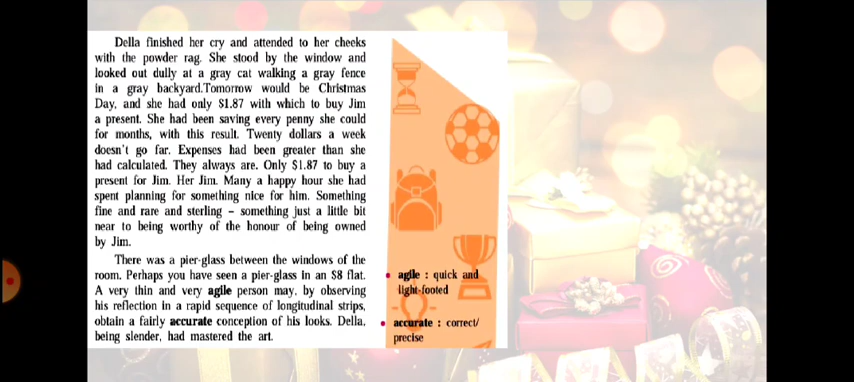 Della finished her cry and attended to her cheeks
with the powder rag. She stood by the window and
looked out dully at a gray cat walking a gray fence
in a gray backyard.Tomorrow would be Christmas
Day, and she had only $1.87 with which to buy Jim
a present. She had been saving every penny she could
for months, with this result. Twenty dollars a week
doesn't go far. Expenses had been greater than she
had calculated. They always are. Only $1.87 to buy a
present for Jim. Her Jim. Many a happy hour she had
spent planning for something nice for him. Something
fine and rare and sterling – something just a little bit
near to being worthy of the honour of being owned
by Jim.
There was a pier-glass between the windows of the
room. Perhaps you have seen a pier-glass in an $8 flat.
A very thin and very agile person may, by observing
his reflection in a rapid sequence of longitudinal strips,
obtain a fairly accurate conception of his looks. Della,
being slender, had mastered the art.
• agile : quick and
light-footed
• accurate : correct/
precise